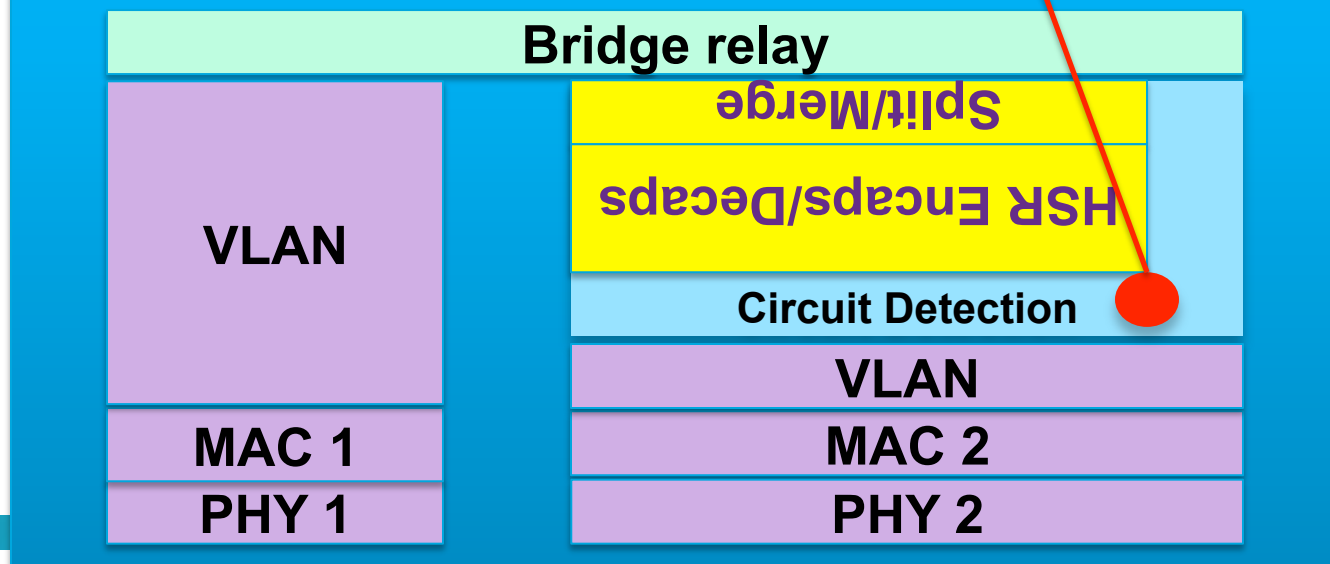 Bridge relay
VLAN
MAC 1
PHY 1
Split/Merge
HSR Encaps/Decaps
Circuit Detection
VLAN
MAC 2
PHY 2